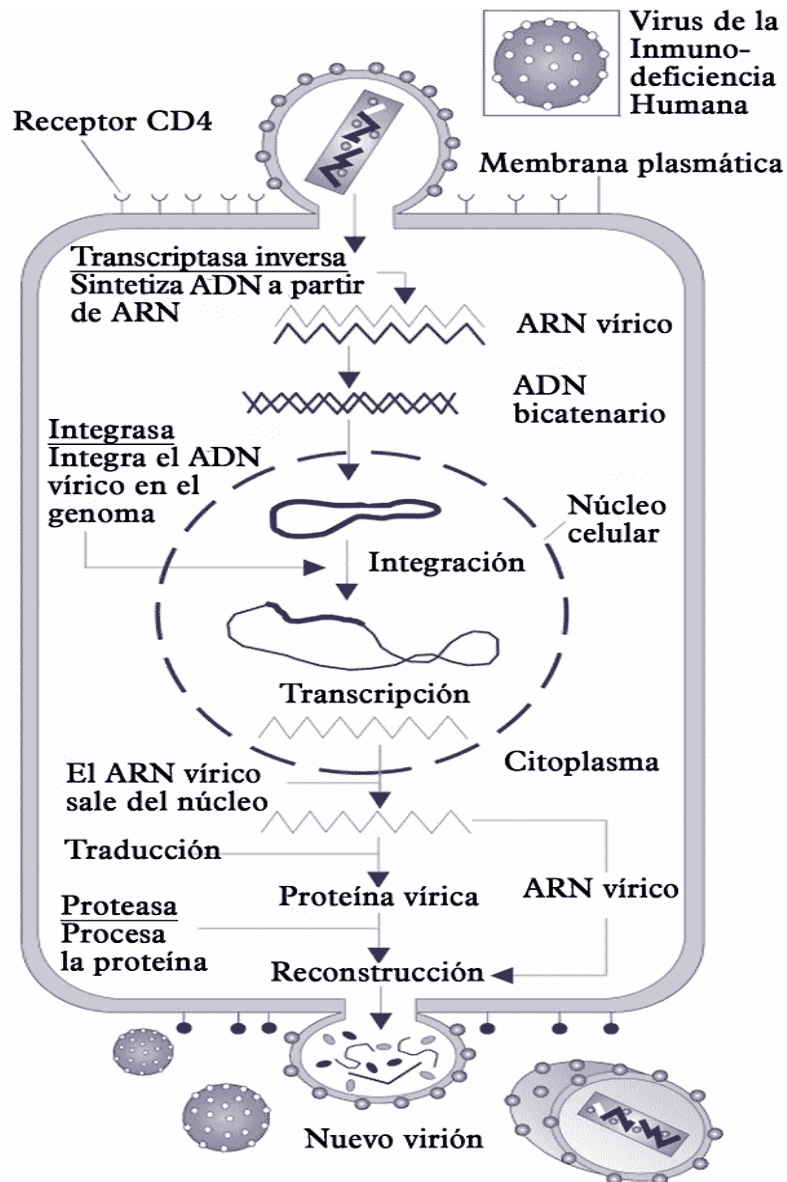 Virus de la
Inmuno-
deficiencia
Humana
Receptor CD4
Membrana plasmática
Transcriptasa inversa
Sintetiza ADN a partir
de ARN
ARN vírico
ADN
bicatenario
Integrasa
Integra el ADN
vírico en el
genoma
Núcleo
celular
Integración
Transcripción
Citoplasma
El ARN vírico
sale del núcleo
Traducción
Proteína vírica
ARN vírico
Proteasa
Procesa
la proteína
Reconstrucción
Nuevo virión